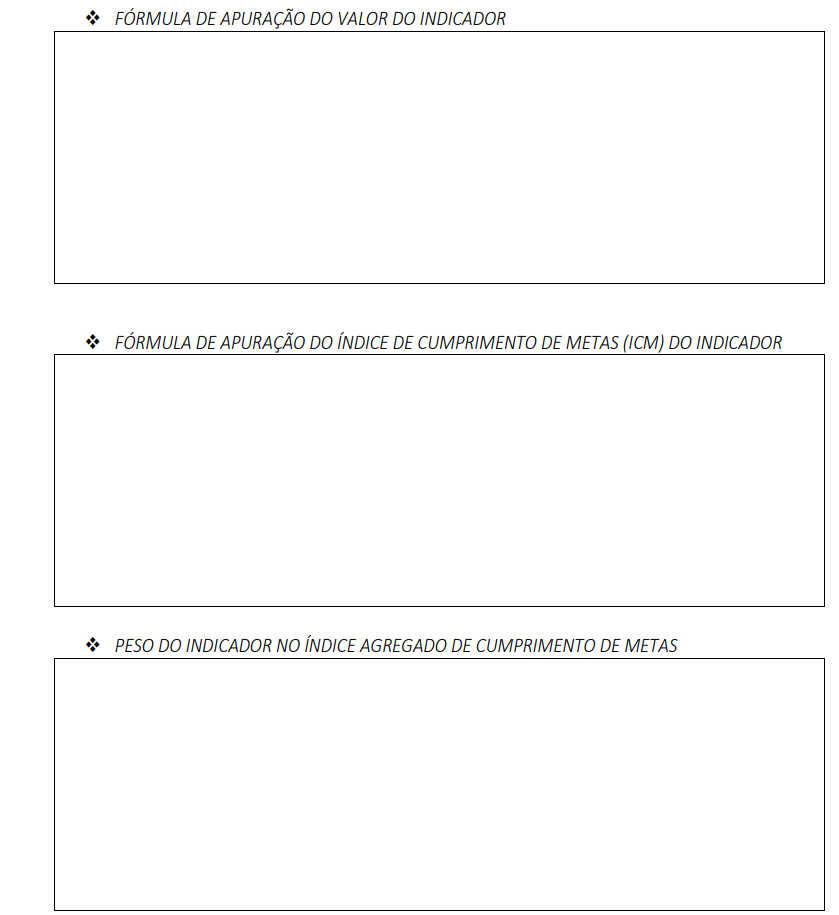 ❖ FÓRMULA DE APURAÇÃO DO VALOR DO INDICADOR
❖ FÓRMULA DE APURAÇÃO DO ÍNDICE DE CUMPRIMENTO DE METAS (ICM) DO INDICADOR
❖ PESO DO INDICADOR NO ÍNDICE AGREGADO DE CUMPRIMENTO DE METAS